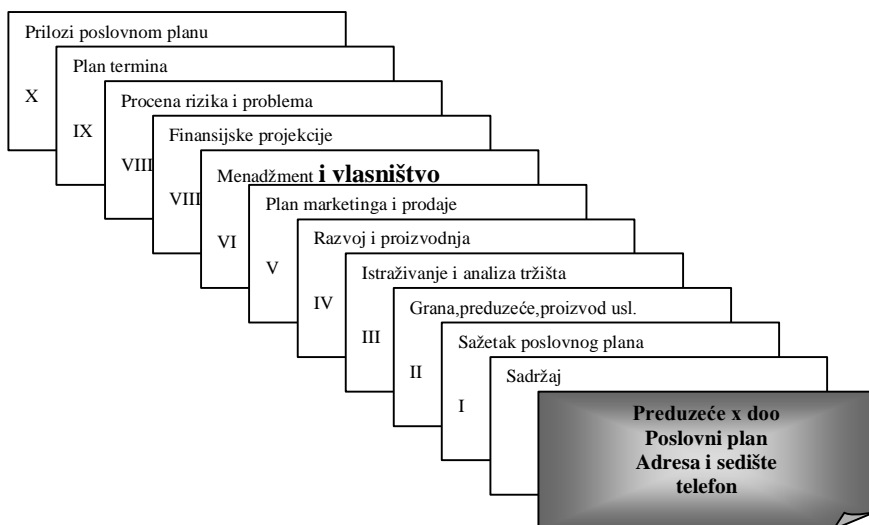 Prilozi poslovnom planu
X
Plan termina
IX
Procena rizika i problema
VIII
Finansijske projekcije
VIII
Menadžment i vlasništvo
VI
Plan marketinga i prodaje
V
Razvoj i proizvodnja
IV
Istraživanje i analiza tržišta
III
Grana,preduzeće,proizvod usl.
II
Sažetak poslovnog plana
I
Sadržaj
Preduzeće x doo
Poslovni plan
Adresa i sedište
telefon